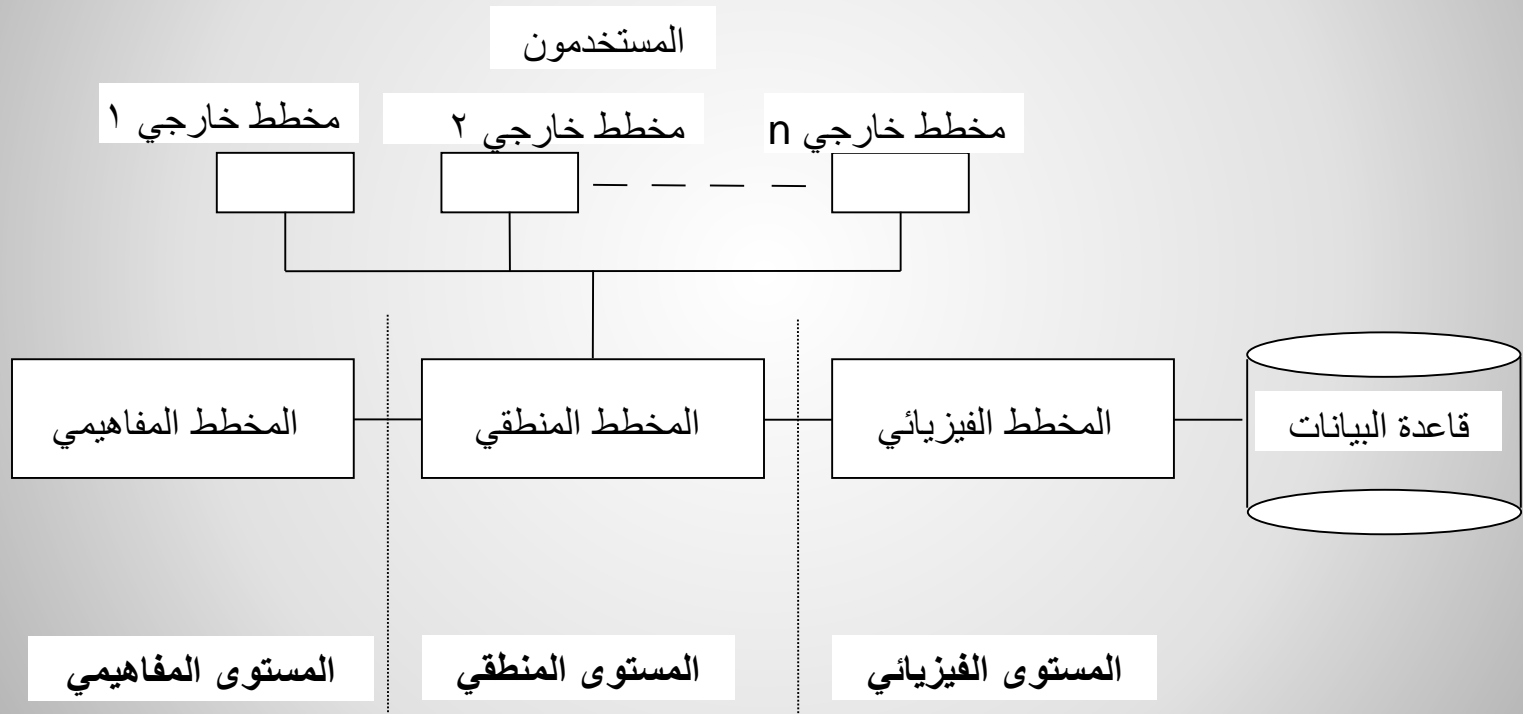 المستخدمون
مخطط خارجي ١
مخطط خارجي ٢
مخطط خارجي n
المخطط المفاهيمي
المخطط المنطقي
المخطط الفيزيائي
قاعدة البيانات
المستوى المفاهيمي
المستوى المنطقي
المستوى الفيزيائي